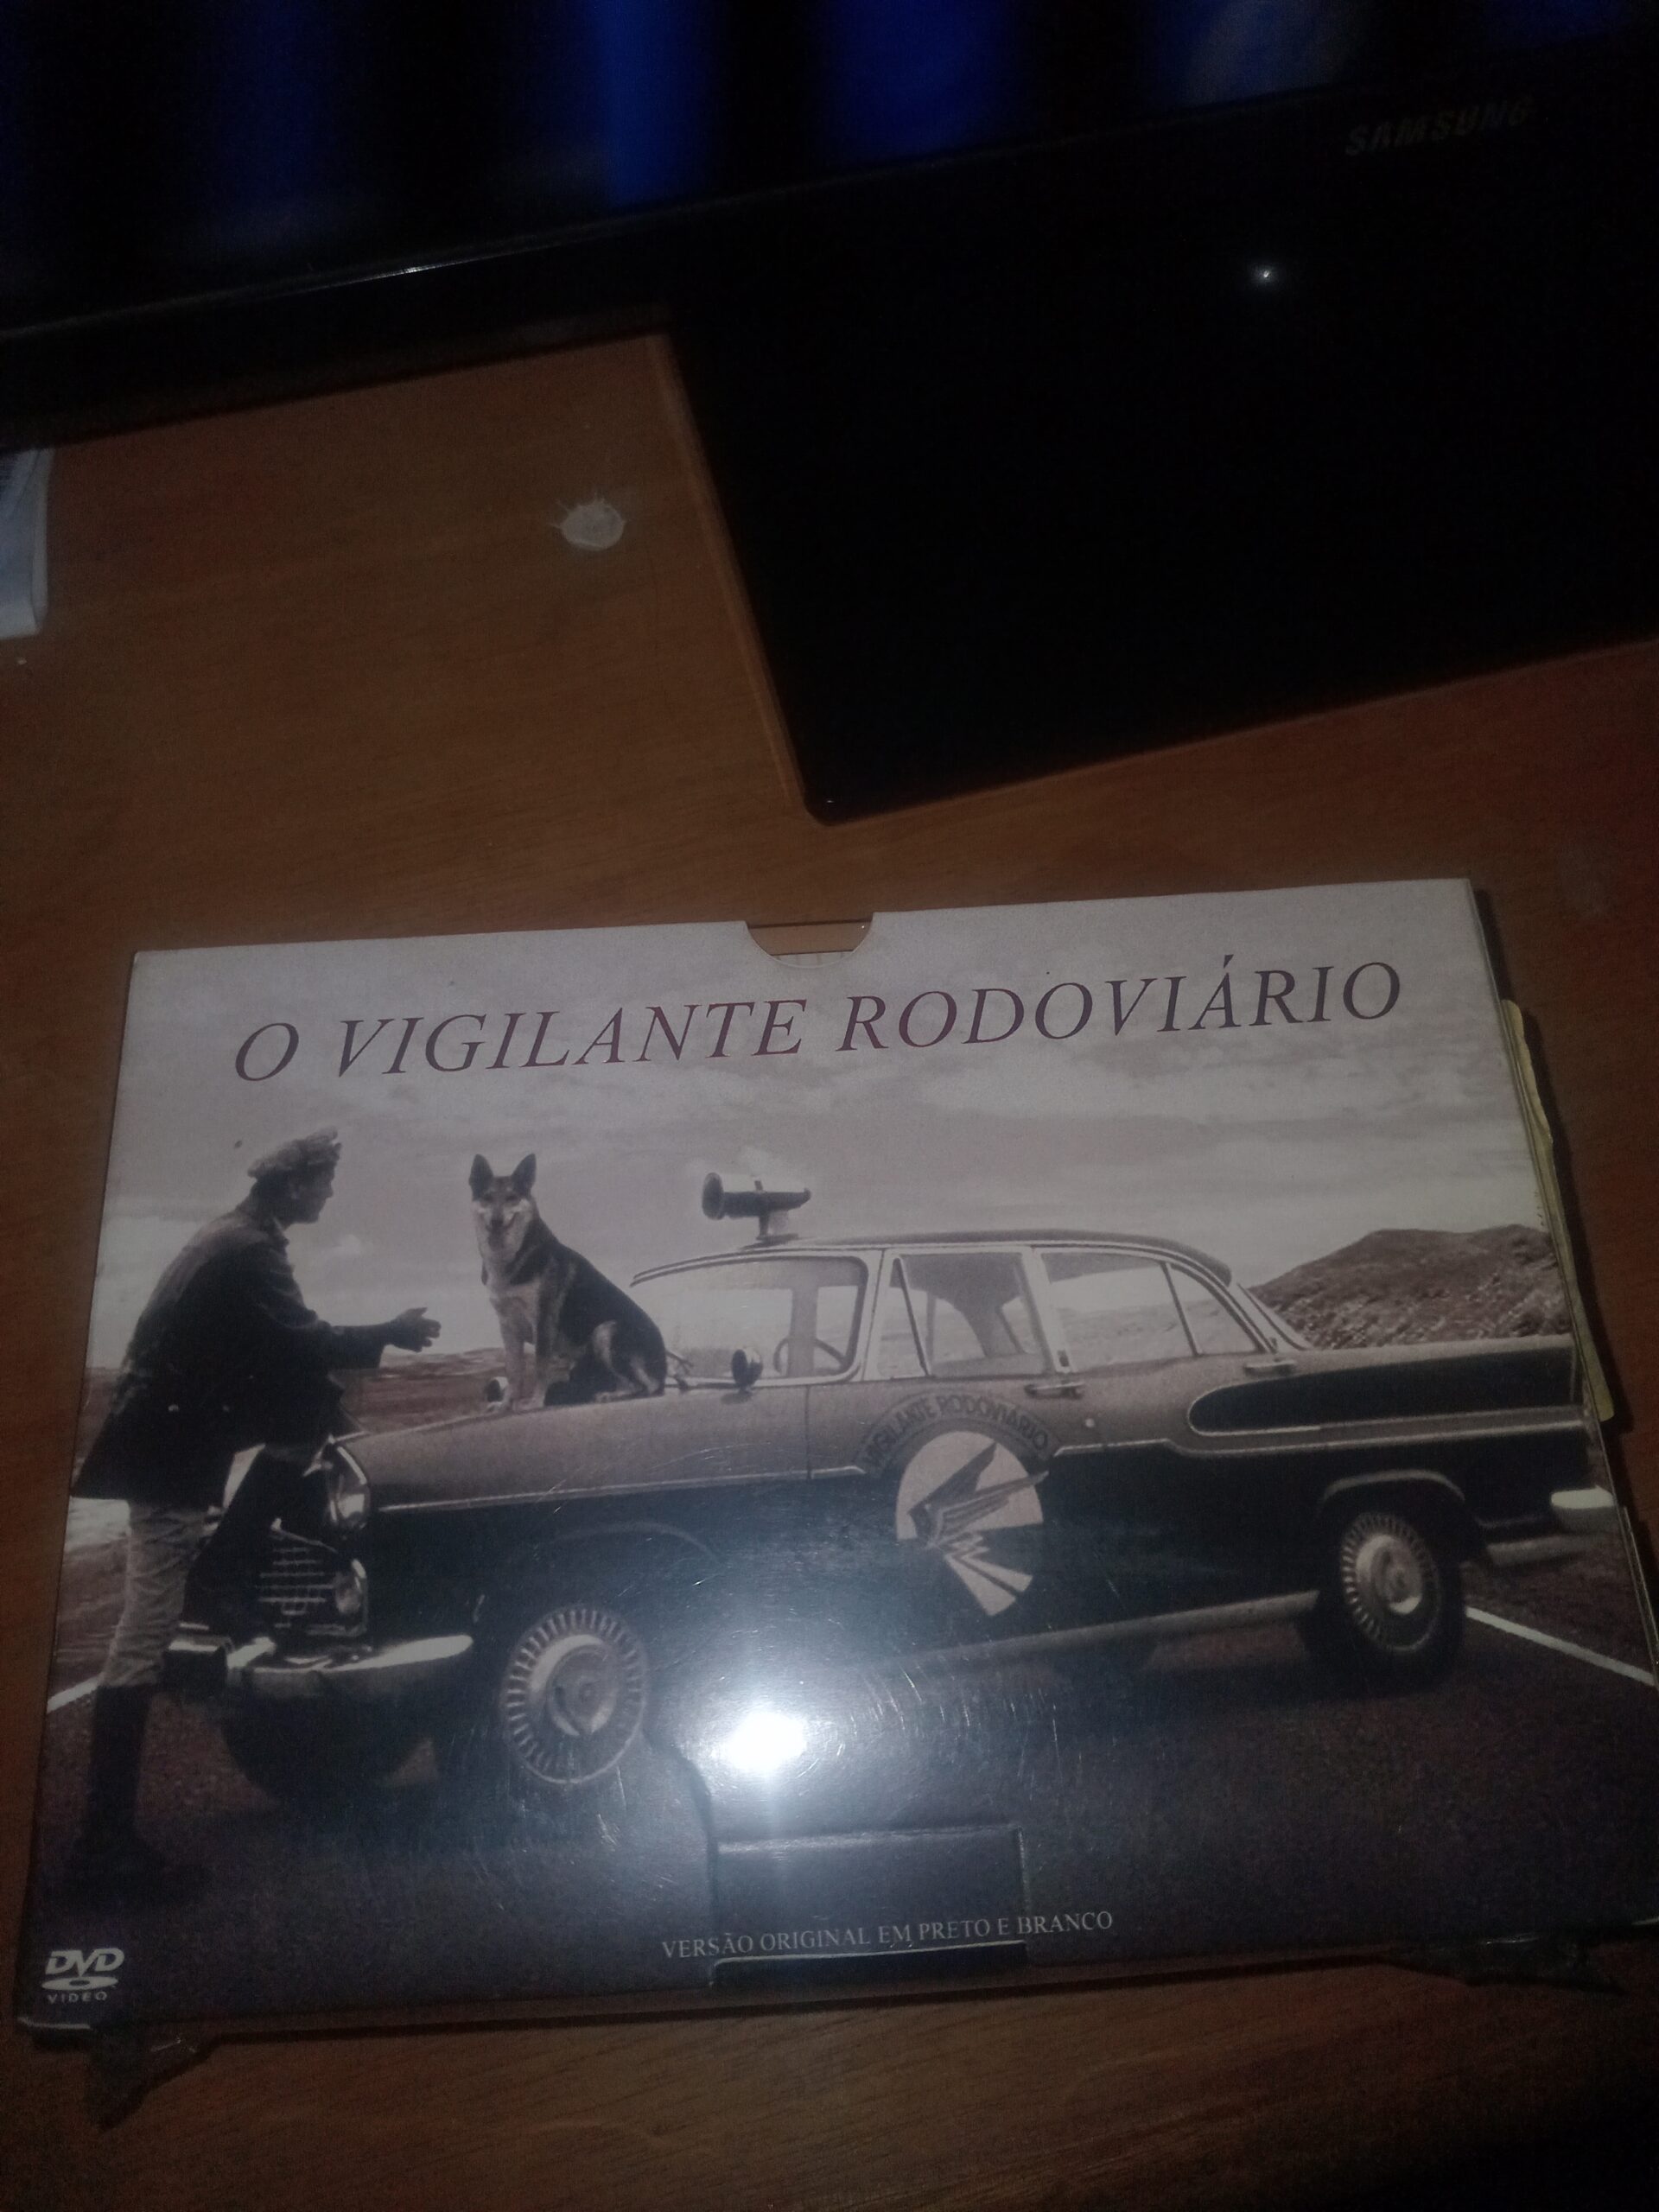 SAMSUNG
O VIGILANTE RODOVIÁRIO
VIGILANTE RODOVIÁRIO
VERSÃO ORIGINAL EM PRETO E BRANCO
DVD
VIDEO